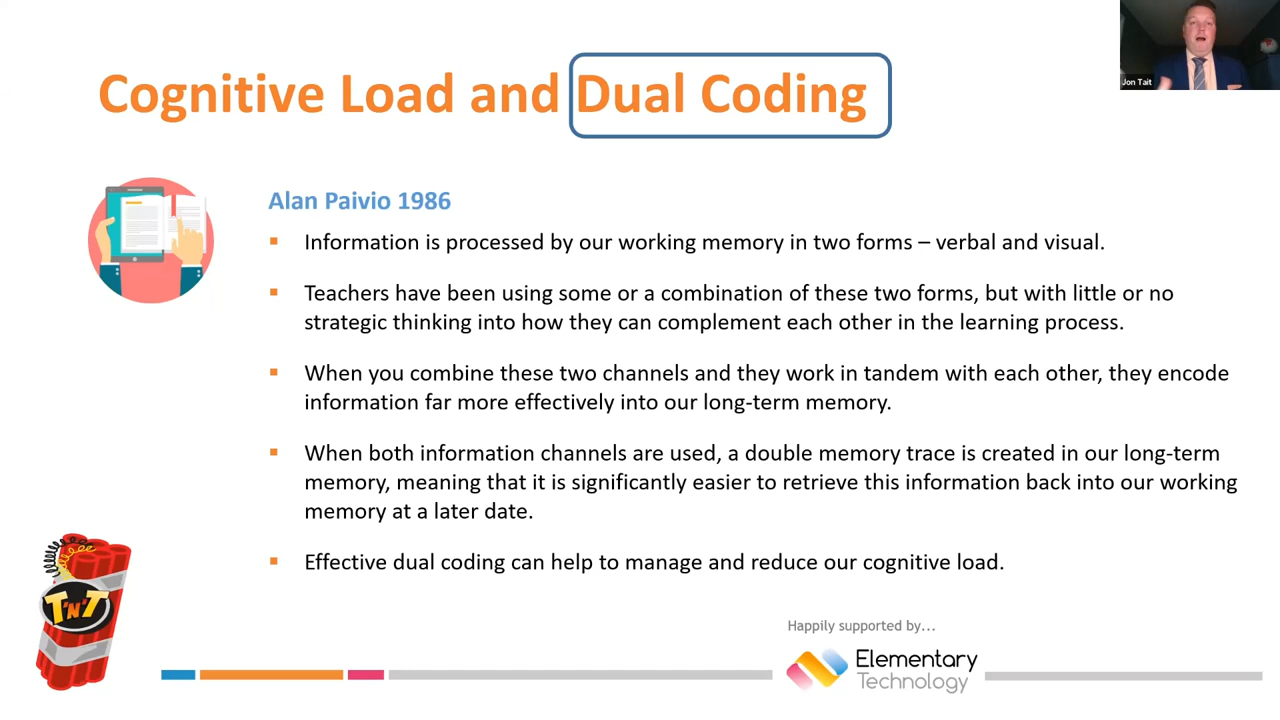 Jon Tait
Cognitive Load and Dual Coding
Alan Paivio 1986
Information is processed by our working memory in two forms – verbal and visual.
Teachers have been using some or a combination of these two forms, but with little or no
strategic thinking into how they can complement each other in the learning process.
When you combine these two channels and they work in tandem with each other, they encode
information far more effectively into our long-term memory.
When both information channels are used, a double memory trace is created in our long-term
memory, meaning that it is significantly easier to retrieve this information back into our working
memory at a later date.
Effective dual coding can help to manage and reduce our cognitive load.
T'N'T
Happily supported by...
Elementary
Technology